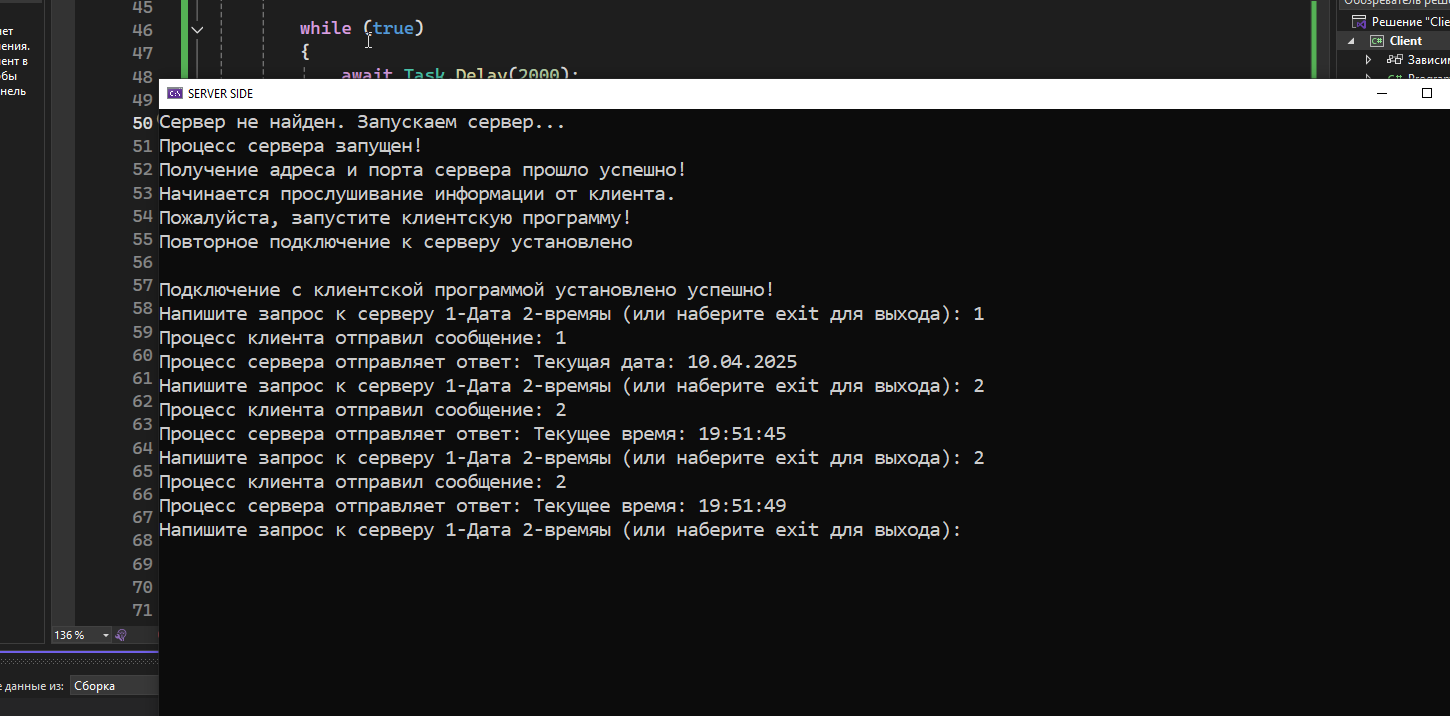 45
46 while (true)
47 {
48 await Task.Delay(2000);
49
50
51
52
53
54
55
56
57
58
59
60
61
62
63
64
65
66
67
68
69
70
71
ент в
бы
нель
Обозреватель реше
Решение "Clie
Client
Зависим
SERVER SIDE
Сервер не найден. Запускаем сервер...
Процесс сервера запущен!
Получение адреса и порта сервера прошло успешно!
Начинается прослушивание информации от клиента.
Пожалуйста, запустите клиентскую программу!
Повторное подключение к серверу установлено
Подключение с клиентской программой установлено успешно!
Напишите запрос к серверу 1-Дата 2-времяы (или наберите exit для выхода): 1
Процесс клиента отправил сообщение: 1
Процесс сервера отправляет ответ: Текущая дата: 10.04.2025
Напишите запрос к серверу 1-Дата 2-времяы (или наберите exit для выхода): 2
Процесс клиента отправил сообщение: 2
Процесс сервера отправляет ответ: Текущее время: 19:51:45
Напишите запрос к серверу 1-Дата 2-времяы (или наберите exit для выхода): 2
Процесс клиента отправил сообщение: 2
Процесс сервера отправляет ответ: Текущее время: 19:51:49
Напишите запрос к серверу 1-Дата 2-времяы (или наберите exit для выхода):
136 %
е данные из: Сборка